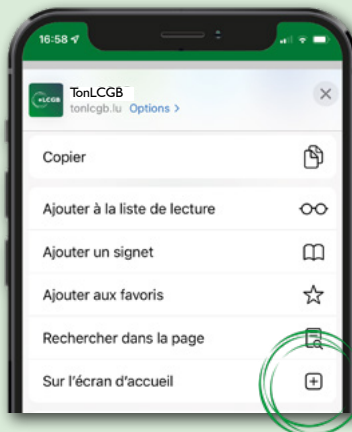 16:58
LCGB
TonLCGB
tonlcgb.lu Options >
Copier
Ajouter à la liste de lecture
Ajouter un signet
Ajouter aux favoris
Rechercher dans la page
Sur l'écran d'accueil